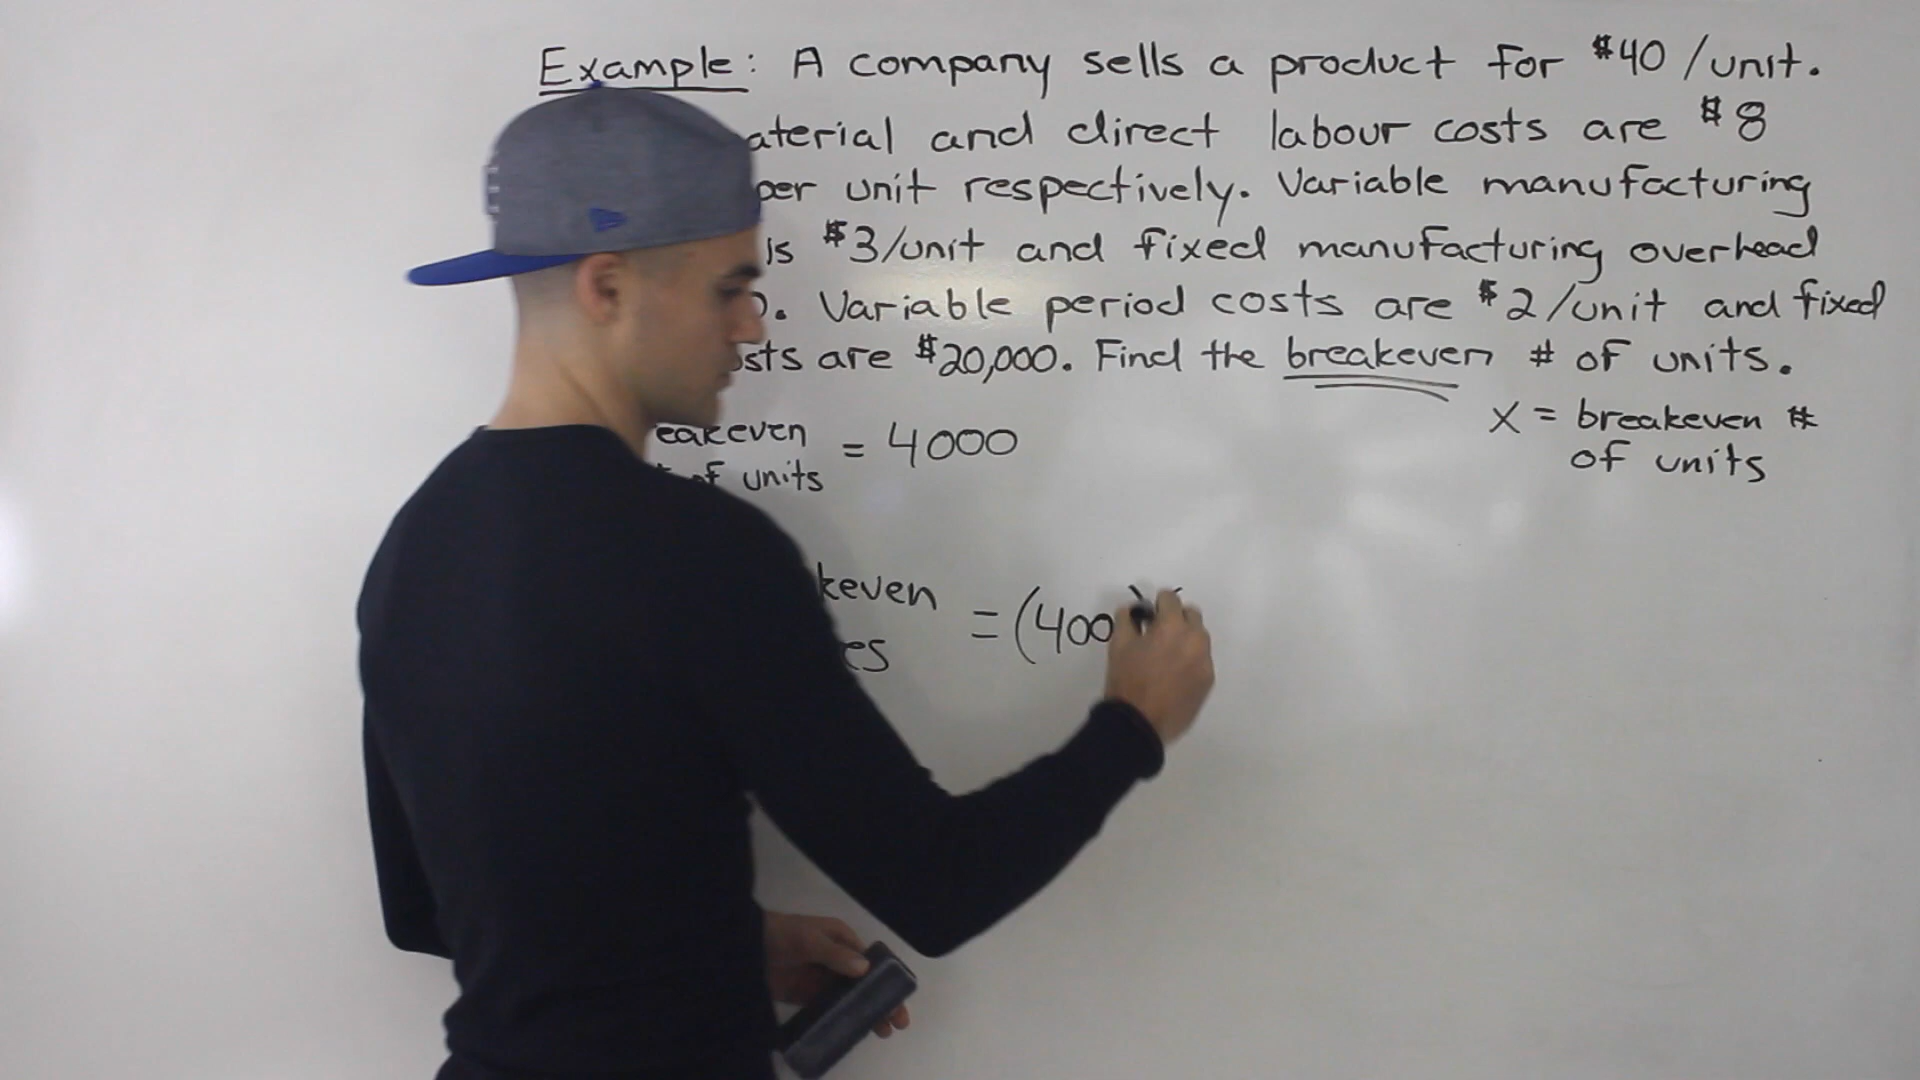 Example: A company sells a product for $40 /unit.
aterial and direct labour costs are $8
per unit respectively. Variable manufacturing
is $3/unit and fixed manufacturing overhead
. Variable period costs are $2/unit and fixed
sts are $20,000. Find the breakeven # of units.
eakeven = 4000
of units
x = breakeven #
of units
keven = (400
es